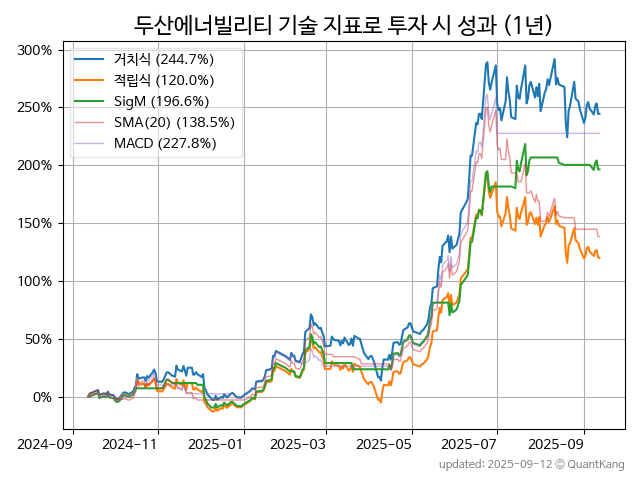 두산에너빌리티 기술 지표로 투자 시 성과 (1년)
300%
250%
200%
150%
100%
50%
0%
거치식 (244.7%)
적립식 (120.0%)
SigM (196.6%)
SMA(20) (138.5%)
MACD (227.8%)
2024-09 2024-11 2025-01 2025-03 2025-05 2025-07 2025-09
updated: 2025-09-12 © QuantKang